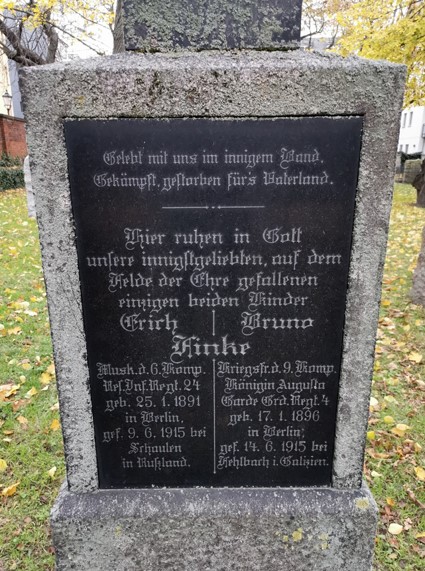 Gelebt mit uns im innigem Band,
Gekämpft, gestorben für's Vaterland.
Hier ruhen in Gott
unsere innigstgeliebten, auf dem
Felde der Ehre gefallenen
einzigen beiden Kinder
Erich
Bruno
Finke
Musk. d. 6. Komp.
Res. Inf. Regt. 24
geb. 25. 1. 1891
in Berlin,
gef. 9. 6. 1915 bei
Schaulen
in Rußland.
Kriegsfr. d. 9. Komp.
Königin Augusta
Garde Grd. Regt. 4
geb. 17. 1. 1896
in Berlin,
gef. 14. 6. 1915 bei
Fehlbach i. Galizien.